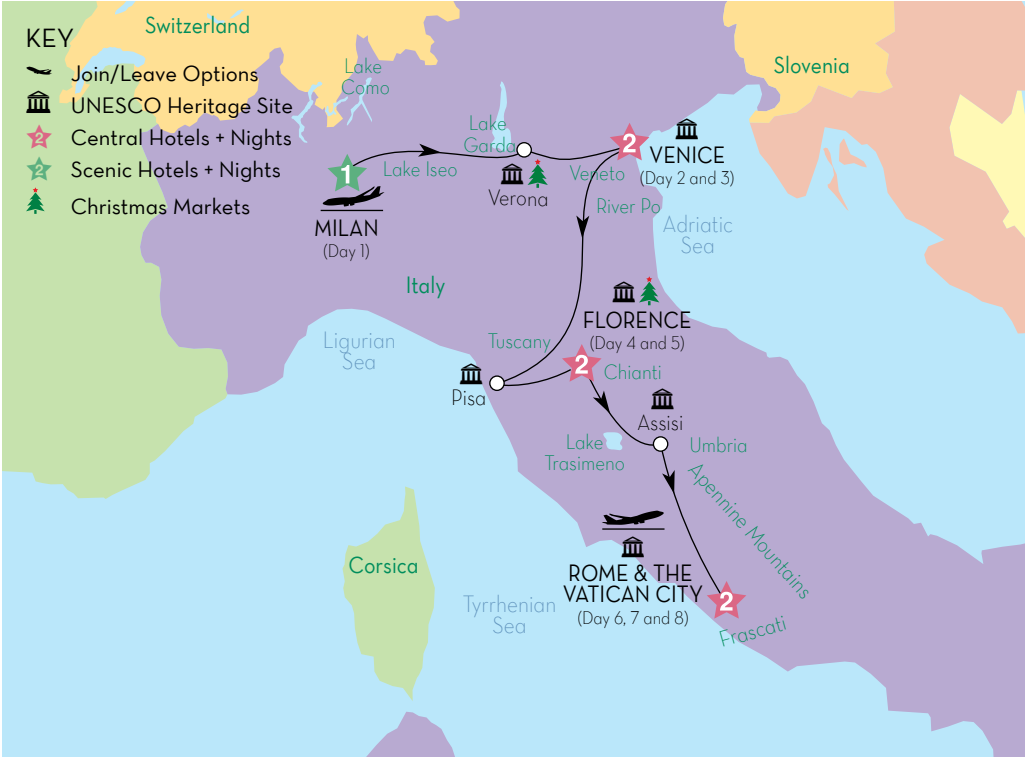 KEY
Join/Leave Options
UNESCO Heritage Site
2 Central Hotels + Nights
2 Scenic Hotels + Nights
Christmas Markets
Switzerland
Slovenia
Lake
Como
Lake
Garda
1
Lake Iseo
MILAN
(Day 1)
Verona
2
Veneto
VENICE
(Day 2 and 3)
River Po
Adriatic
Sea
Italy
Ligurian
Sea
FLORENCE
(Day 4 and 5)
Tuscany
2
Chianti
Pisa
Assisi
Lake
Trasimeno
Umbria
Apennine Mountains
Corsica
ROME & THE
VATICAN CITY
(Day 6, 7 and 8)
2
Frascati
Tyrrhenian
Sea